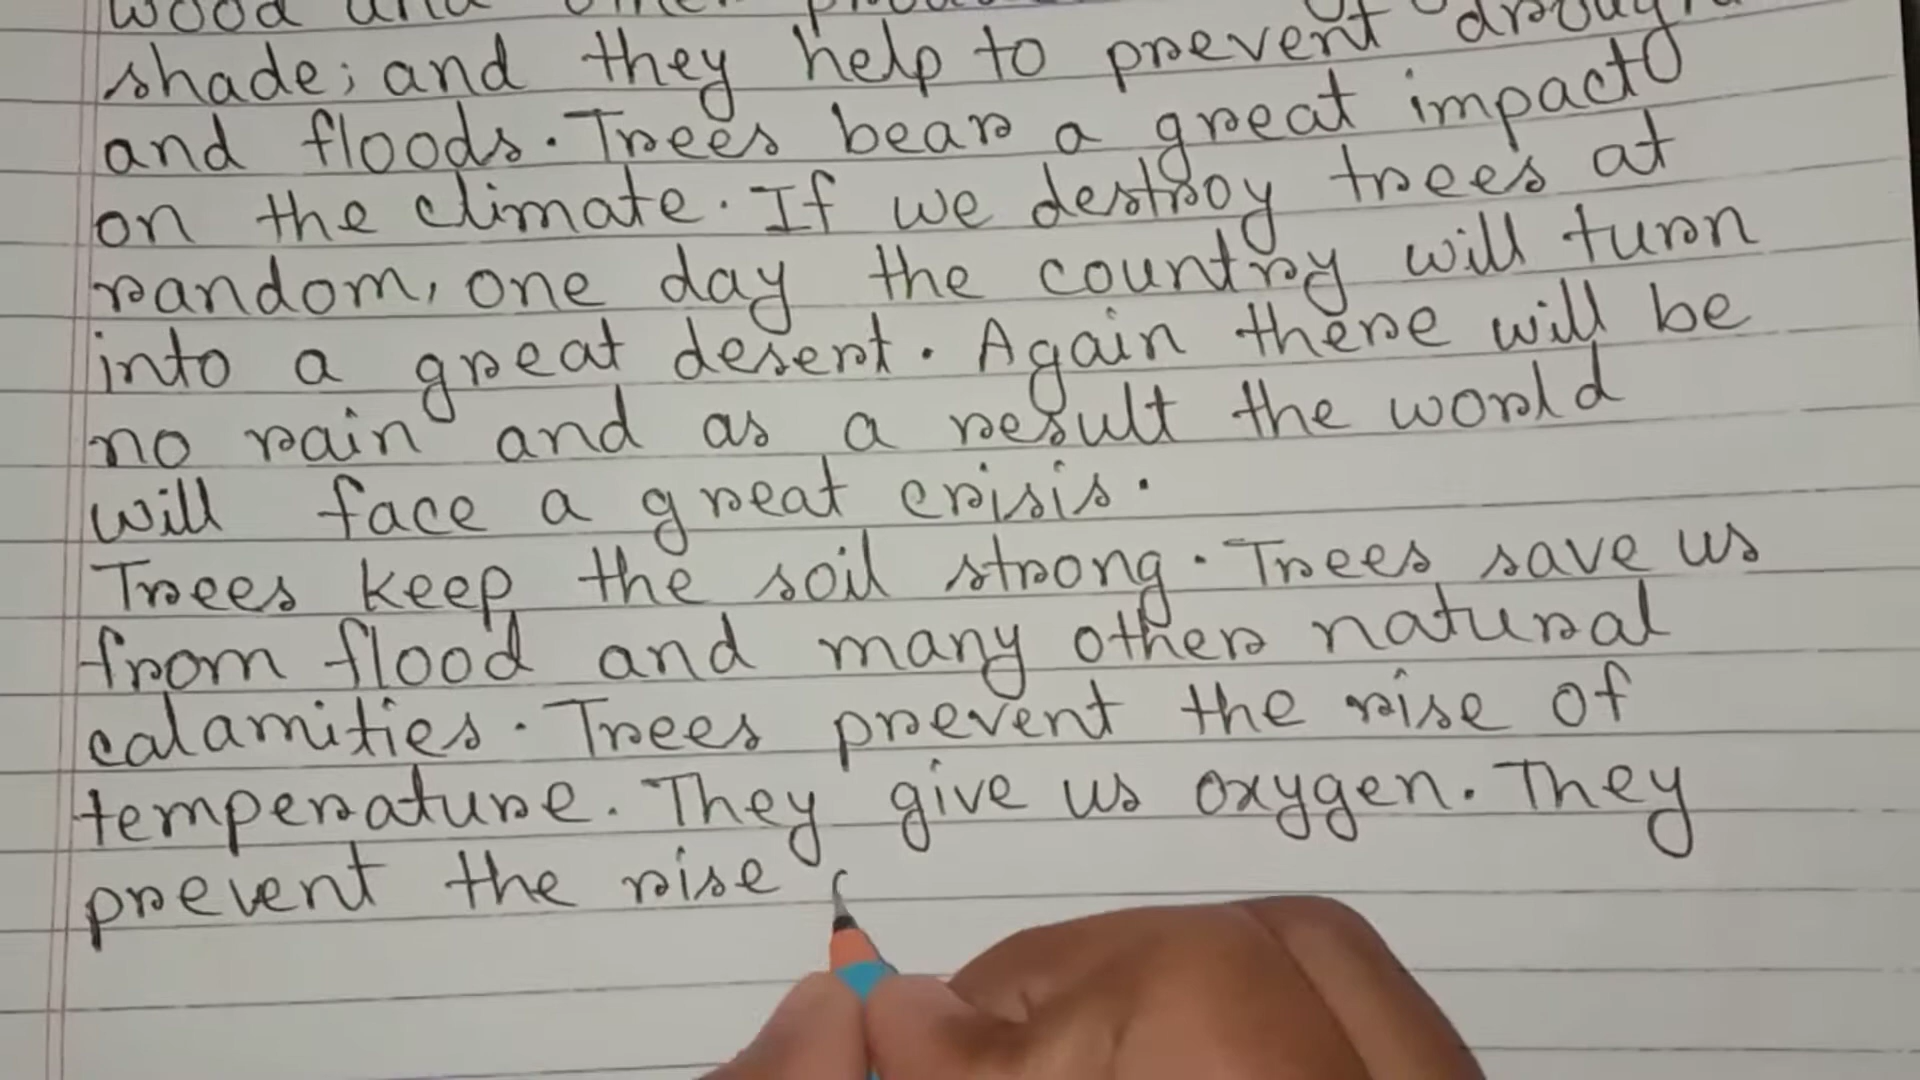 wood and other
shade; and they help to prevent
and floods. Trees bear a great impact
on the climate. If we destroy trees at
random, one day the country will turn
into a great desert. Again there will be
no rain and as a result the world
will face a great crisis.
Trees keep the soil strong. Trees save us
from flood and many other natural
calamities. Trees prevent the rise of
temperature. They give us oxygen. They
prevent the rise